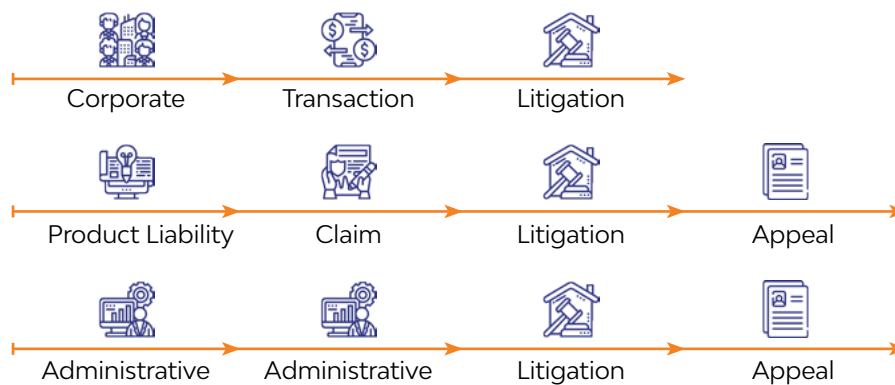 Corporate Transaction Litigation
Product Liability Claim Litigation Appeal
Administrative Administrative Litigation Appeal